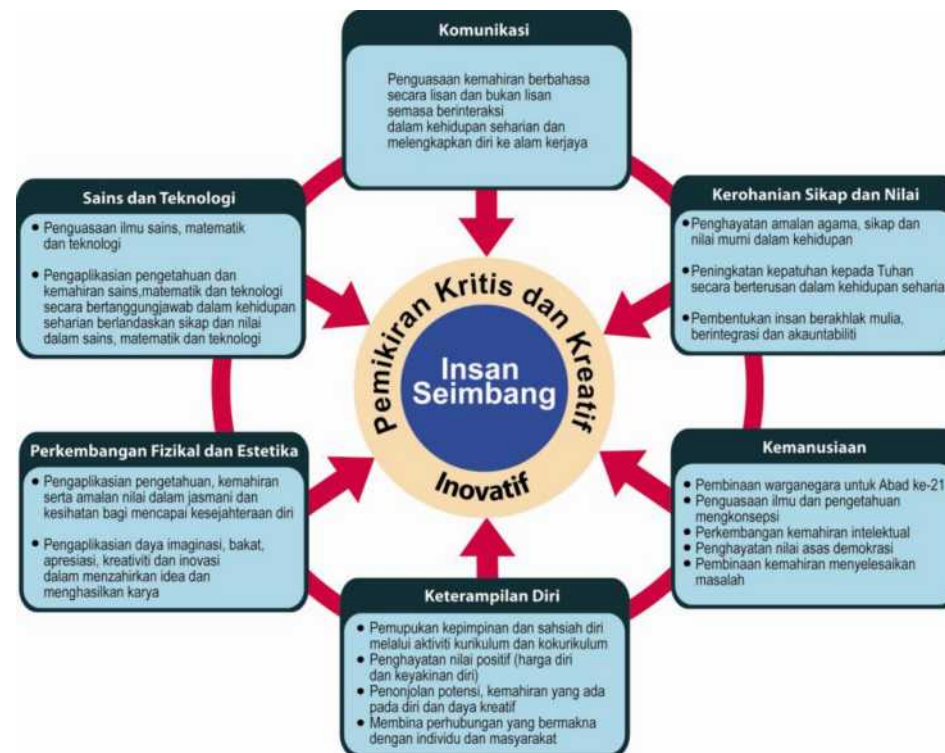 Komunikasi
Penguasaan kemahiran berbahasa
secara lisan dan bukan lisan
semasa berinteraksi
dalam kehidupan seharian dan
melengkapkan diri ke alam kerjaya
Sains dan Teknologi
● Penguasaan ilmu sains, matematik
dan teknologi
● Pengaplikasian pengetahuan dan
kemahiran sains,matematik dan teknologi
secara bertanggungjawab dalam kehidupan
seharian berlandaskan sikap dan nilai
dalam sains, matematik dan teknologi
Kerohanian Sikap dan Nilai
● Penghayatan amalan agama, sikap dan
nilai murni dalam kehidupan
● Peningkatan kepatuhan kepada Tuhan
secara berterusan dalam kehidupan seharia
● Pembentukan insan berakhlak mulia,
berintegrasi dan akauntabiliti
Pemikiran Kritis dan Kreatif
Insan
Seimbang
Inovatif
Perkembangan Fizikal dan Estetika
● Pengaplikasian pengetahuan, kemahiran
serta amalan nilai dalam jasmani dan
kesihatan bagi mencapai kesejahteraan diri
● Pengaplikasian daya imaginasi, bakat,
apresiasi, kreativiti dan inovasi
dalam menzahirkan idea dan
menghasilkan karya
Kemanusiaan
● Pembinaan warganegara untuk Abad ke-21
● Penguasaan ilmu dan pengetahuan
mengkonsepsi
● Perkembangan kemahiran intelektual
● Penghayatan nilai asas demokrasi
● Pembinaan kemahiran menyelesaikan
masalah
Keterampilan Diri
● Pemupukan kepimpinan dan sahsiah diri
melalui aktiviti kurikulum dan kokurikulum
● Penghayatan nilai positif (harga diri
dan keyakinan diri)
● Penonjolan potensi, kemahiran yang ada
pada diri dan daya kreatif
● Membina perhubungan yang bermakna
dengan individu dan masyarakat